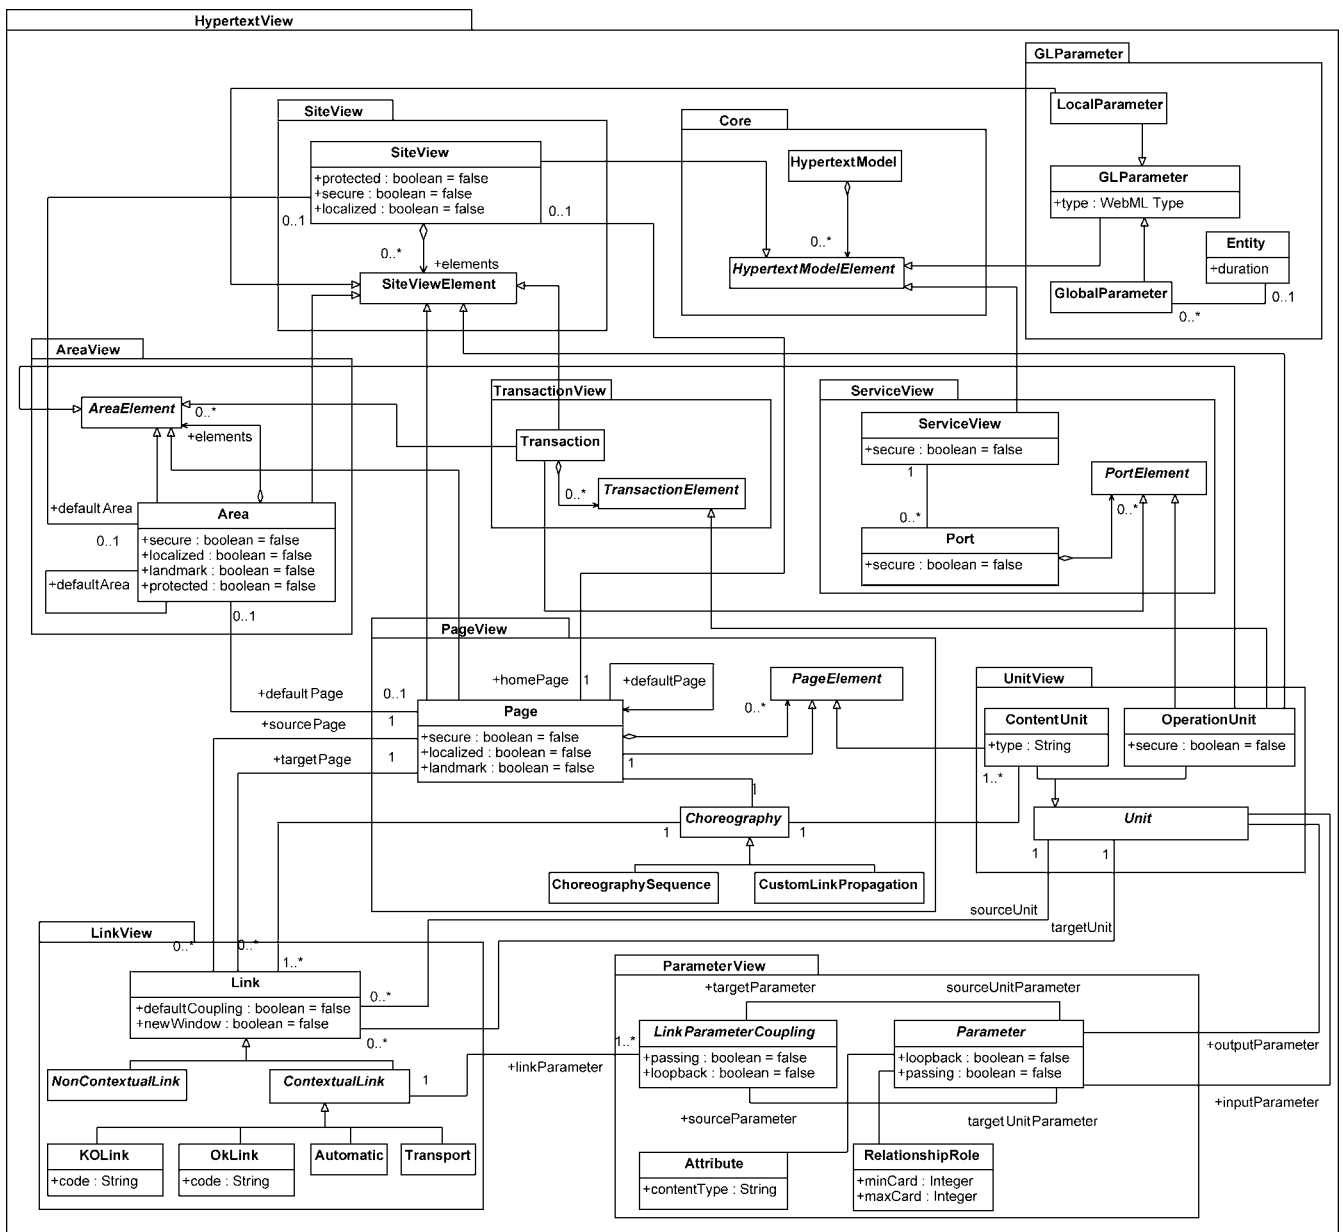 HypertextView
GLParameter
LocalParameter
GLParameter
+type : WebML Type
Entity
+duration
GlobalParameter
0..1
0..*
SiteView
SiteView
+protected : boolean = false
+secure : boolean = false
+localized : boolean = false
0..1
0..1
0..*
+elements
SiteViewElement
Core
HypertextModel
0..*
HypertextModelElement
AreaView
AreaElement
0..*
+elements
+defaultArea
Area
0..1
+secure : boolean = false
+localized : boolean = false
+landmark : boolean = false
+protected : boolean = false
+defaultArea
0..1
TransactionView
Transaction
0..*
TransactionElement
ServiceView
ServiceView
+secure : boolean = false
1
0..*
Port
+secure : boolean = false
PortElement
0..*
PageView
+homePage
1
+defaultPage
PageElement
0..*
+defaultPage
0..1
+sourcePage
1
+targetPage
1
Page
+secure : boolean = false
+localized : boolean = false
+landmark : boolean = false
1
1
Choreography
1
1
ChoreographySequence
CustomLinkPropagation
UnitView
ContentUnit
+type : String
1..*
OperationUnit
+secure : boolean = false
Unit
1
1
sourceUnit
targetUnit
LinkView
0..*
0..*
1..*
Link
+defaultCoupling : boolean = false
+newWindow : boolean = false
0..*
0..*
NonContextualLink
ContextualLink
1
KOLink
+code : String
OkLink
+code : String
Automatic
Transport
+linkParameter
1..*
ParameterView
+targetParameter
sourceUnitParameter
LinkParameterCoupling
+passing : boolean = false
+loopback : boolean = false
Parameter
+loopback : boolean = false
+passing : boolean = false
+outputParameter
+inputParameter
+sourceParameter
targetUnitParameter
Attribute
+contentType : String
RelationshipRole
+minCard : Integer
+maxCard : Integer